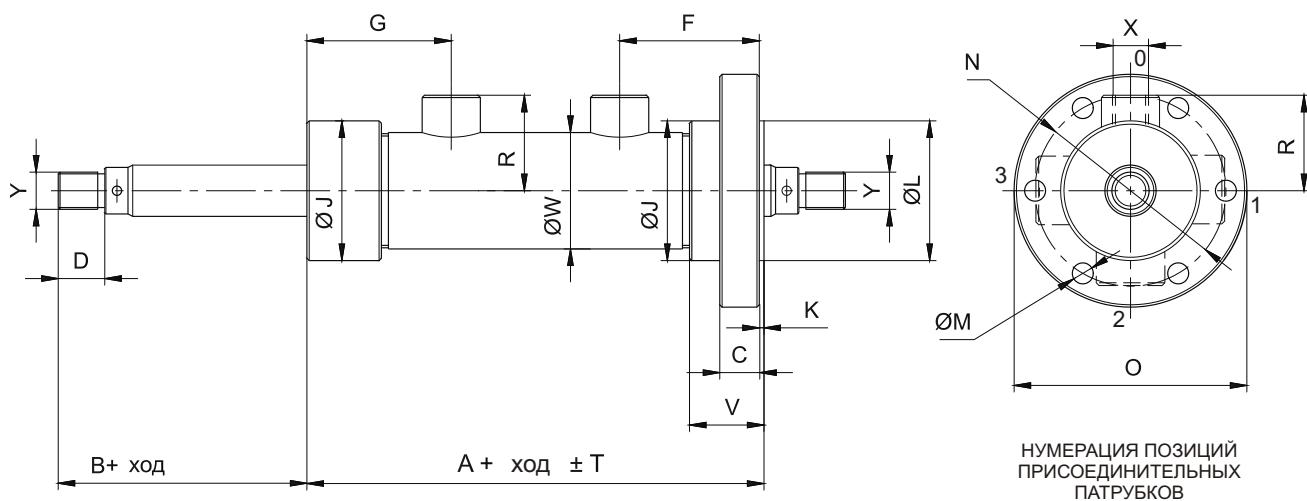 G
F
X
0
N
R
Y
ØJ
R
ØW
ØJ
Y
ØL
3
1
R
D
K
C
V
ØM
2
O
B+ ход
A + ход ± T
НУМЕРАЦИЯ ПОЗИЦИЙ
ПРИСОЕДИНИТЕЛЬНЫХ
ПАТРУБКОВ